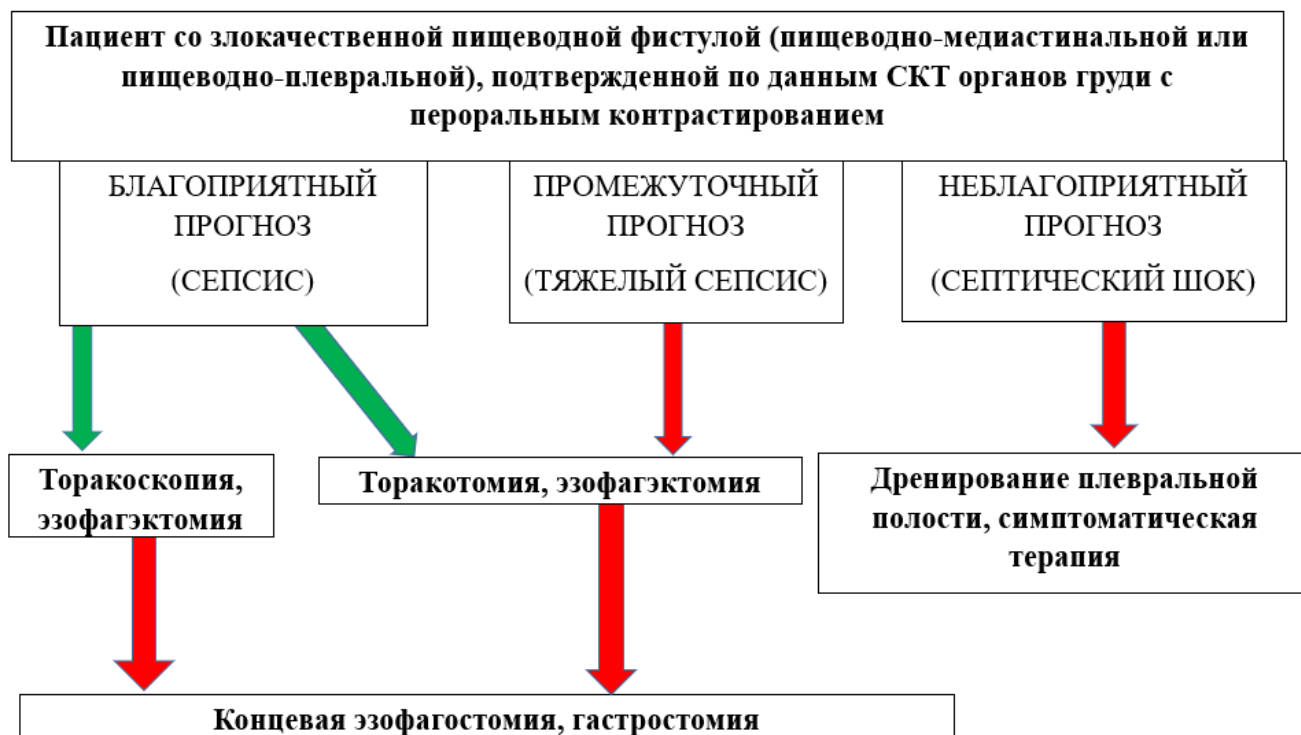 Пациент со злокачественной пищеводной фистулой (пищеводно-медиастинальной или
пищеводно-плевральной), подтвержденной по данным СКТ органов груди с
пероральным контрастированием
БЛАГОПРИЯТНЫЙ
ПРОГНОЗ
(СЕПСИС)
ПРОМЕЖУТОЧНЫЙ
ПРОГНОЗ
(ТЯЖЕЛЫЙ СЕПСИС)
НЕБЛАГОПРИЯТНЫЙ
ПРОГНОЗ
(СЕПТИЧЕСКИЙ ШОК)
Торакоскопия,
эзофагэктомия
Торакотомия, эзофагэктомия
Дренирование плевральной
полости, симптоматическая
терапия
Концевая эзофагостомия, гастростомия